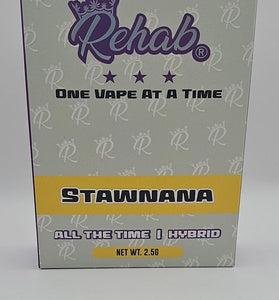 Rehab®
ONE VAPE AT A TIME
STAWNANA
ALL THE TIME | HYBRID
NET WT. 2.5G